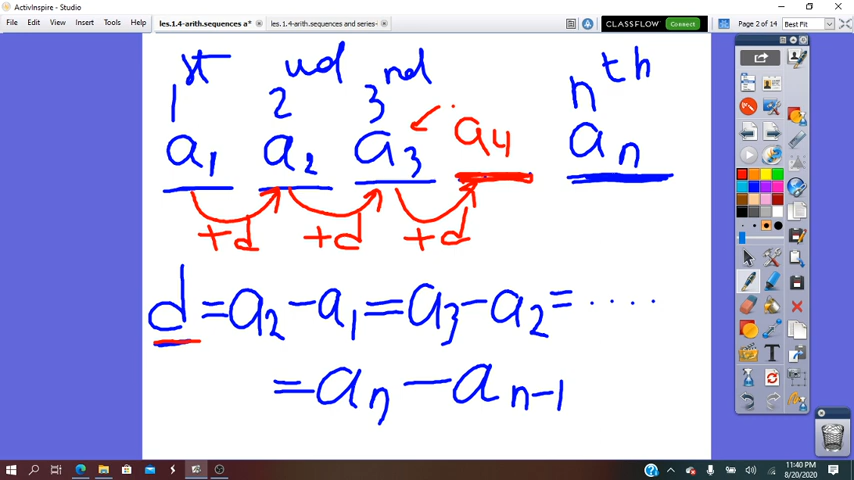 ActivInspire - Studio
File Edit View Insert Tools Help
les.1.4-arith.sequences a* les.1.4-arith.sequences and series- CLASSFLOW Connect Page 2 of 14 Best Fit
1st 2nd 3nd nth
a1 a2 a3 a4 an
+d +d +d
d = a2 - a1 = a3 - a2 = ....
= an - an-1
11:40 PM
8/20/2020